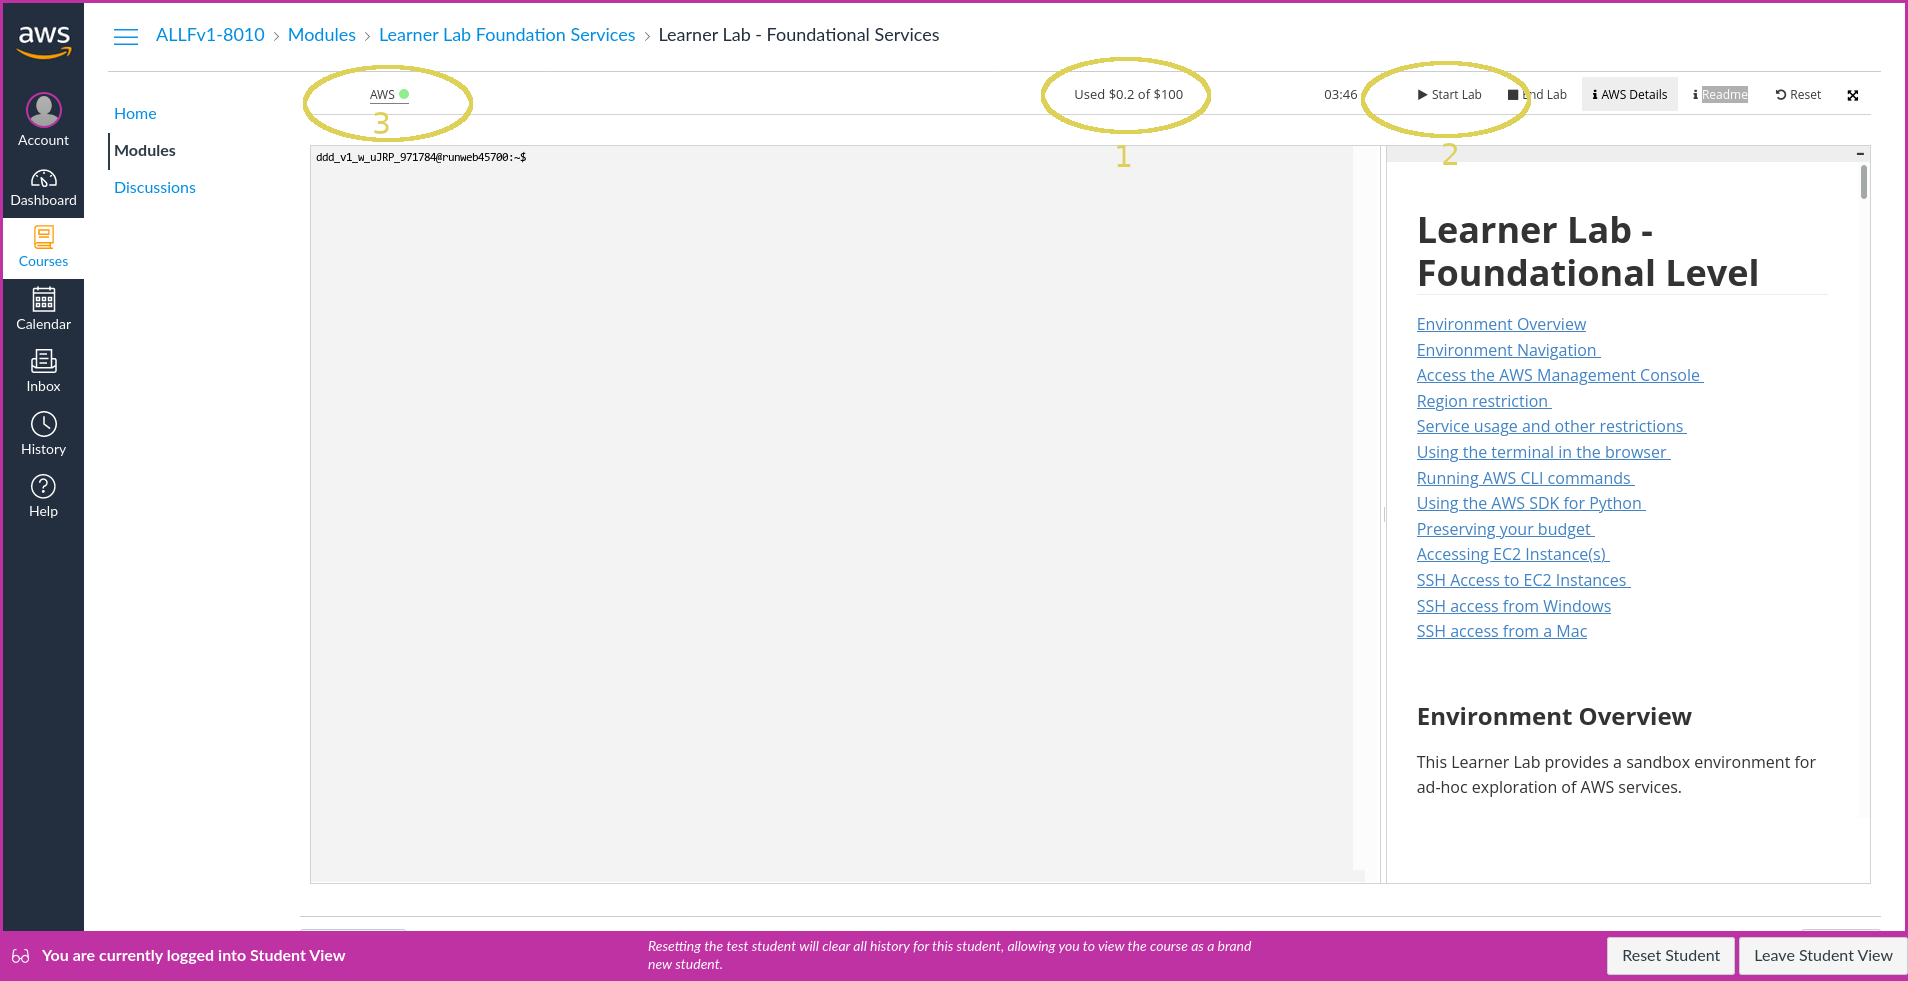 aws
ALLFv1-8010 > Modules > Learner Lab Foundation Services > Learner Lab - Foundational Services
Account
Dashboard
Courses
Calendar
Inbox
History
Help
Home
Modules
Discussions
AWS
3
Used $0.2 of $100
1
03:46
Start Lab
2
End Lab
AWS Details
Readme
Reset
ddd_v1_w_uJRP_971784@runweb45700:~$
Learner Lab -
Foundational Level
Environment Overview
Environment Navigation
Access the AWS Management Console
Region restriction
Service usage and other restrictions
Using the terminal in the browser
Running AWS CLI commands
Using the AWS SDK for Python
Preserving your budget
Accessing EC2 Instance(s)
SSH Access to EC2 Instances
SSH access from Windows
SSH access from a Mac
Environment Overview
This Learner Lab provides a sandbox environment for
ad-hoc exploration of AWS services.
You are currently logged into Student View
Resetting the test student will clear all history for this student, allowing you to view the course as a brand
new student.
Reset Student
Leave Student View